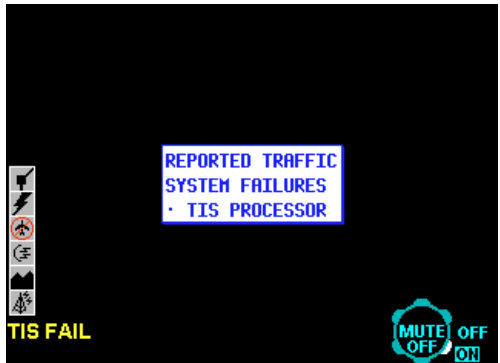 REPORTED TRAFFIC
SYSTEM FAILURES
· TIS PROCESSOR
TIS FAIL
MUTE OFF
OFF ON